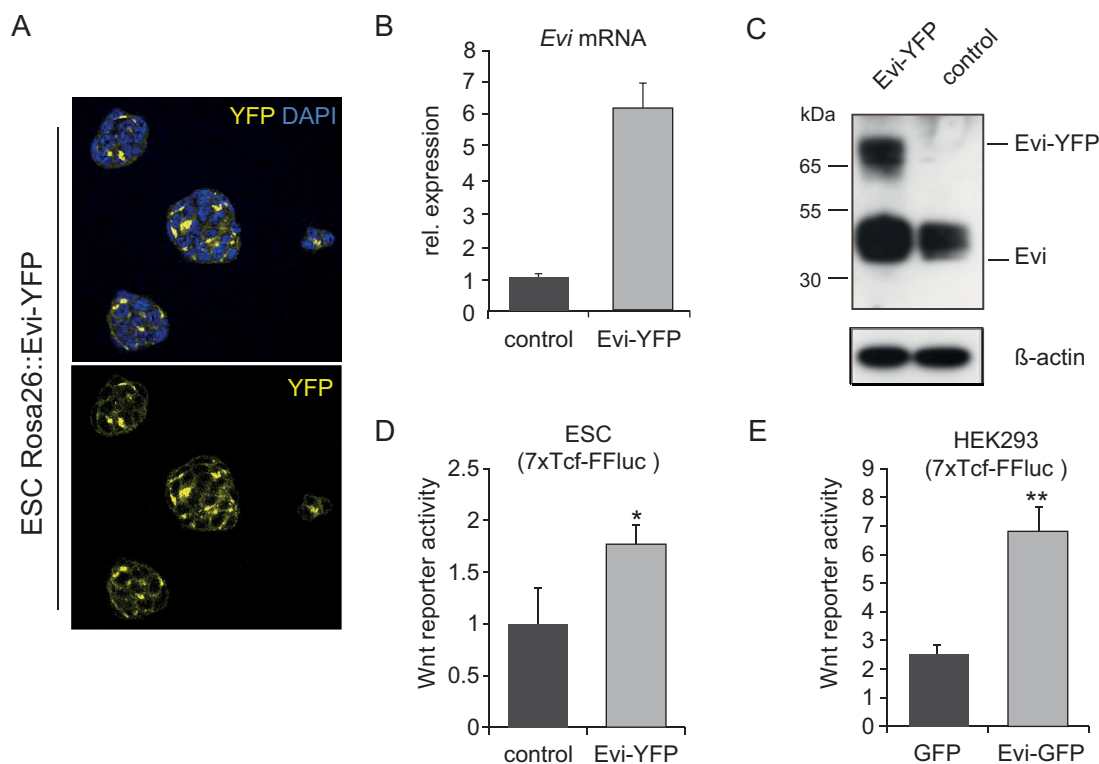 A
ESC Rosa26::Evi-YFP
YFP DAPI
YFP
B
Evi mRNA
rel. expression
8
7
6
5
4
3
2
1
0
control Evi-YFP
C
Evi-YFP control
kDa
65
55
30
Evi-YFP
Evi
ß-actin
D
ESC
(7xTcf-FFluc )
Wnt reporter activity
2.5
2
1.5
1
0.5
0
*
control Evi-YFP
E
HEK293
(7xTcf-FFluc )
Wnt reporter activity
9
8
7
6
5
4
3
2
1
0
**
GFP Evi-GFP